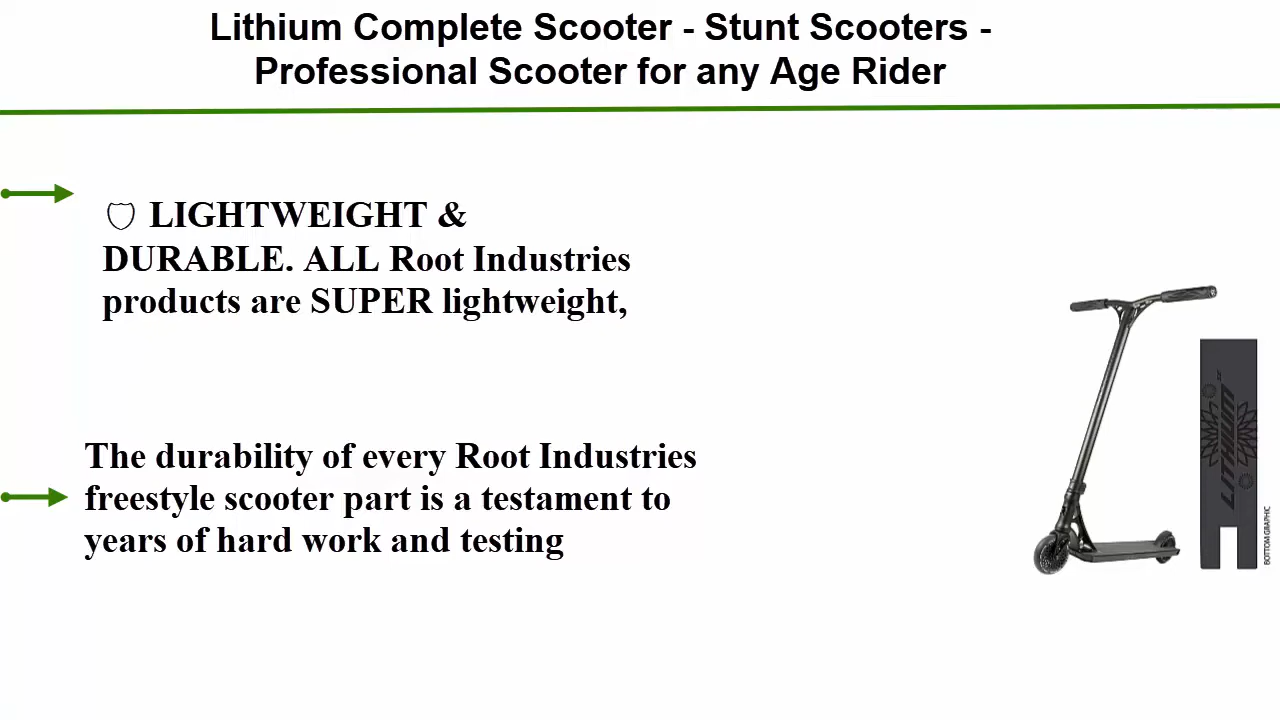 Lithium Complete Scooter - Stunt Scooters -
Professional Scooter for any Age Rider
LIGHTWEIGHT &
DURABLE. ALL Root Industries
products are SUPER lightweight,
The durability of every Root Industries
freestyle scooter part is a testament to
years of hard work and testing
LITHIUM
BOTTOM GRAPHIC